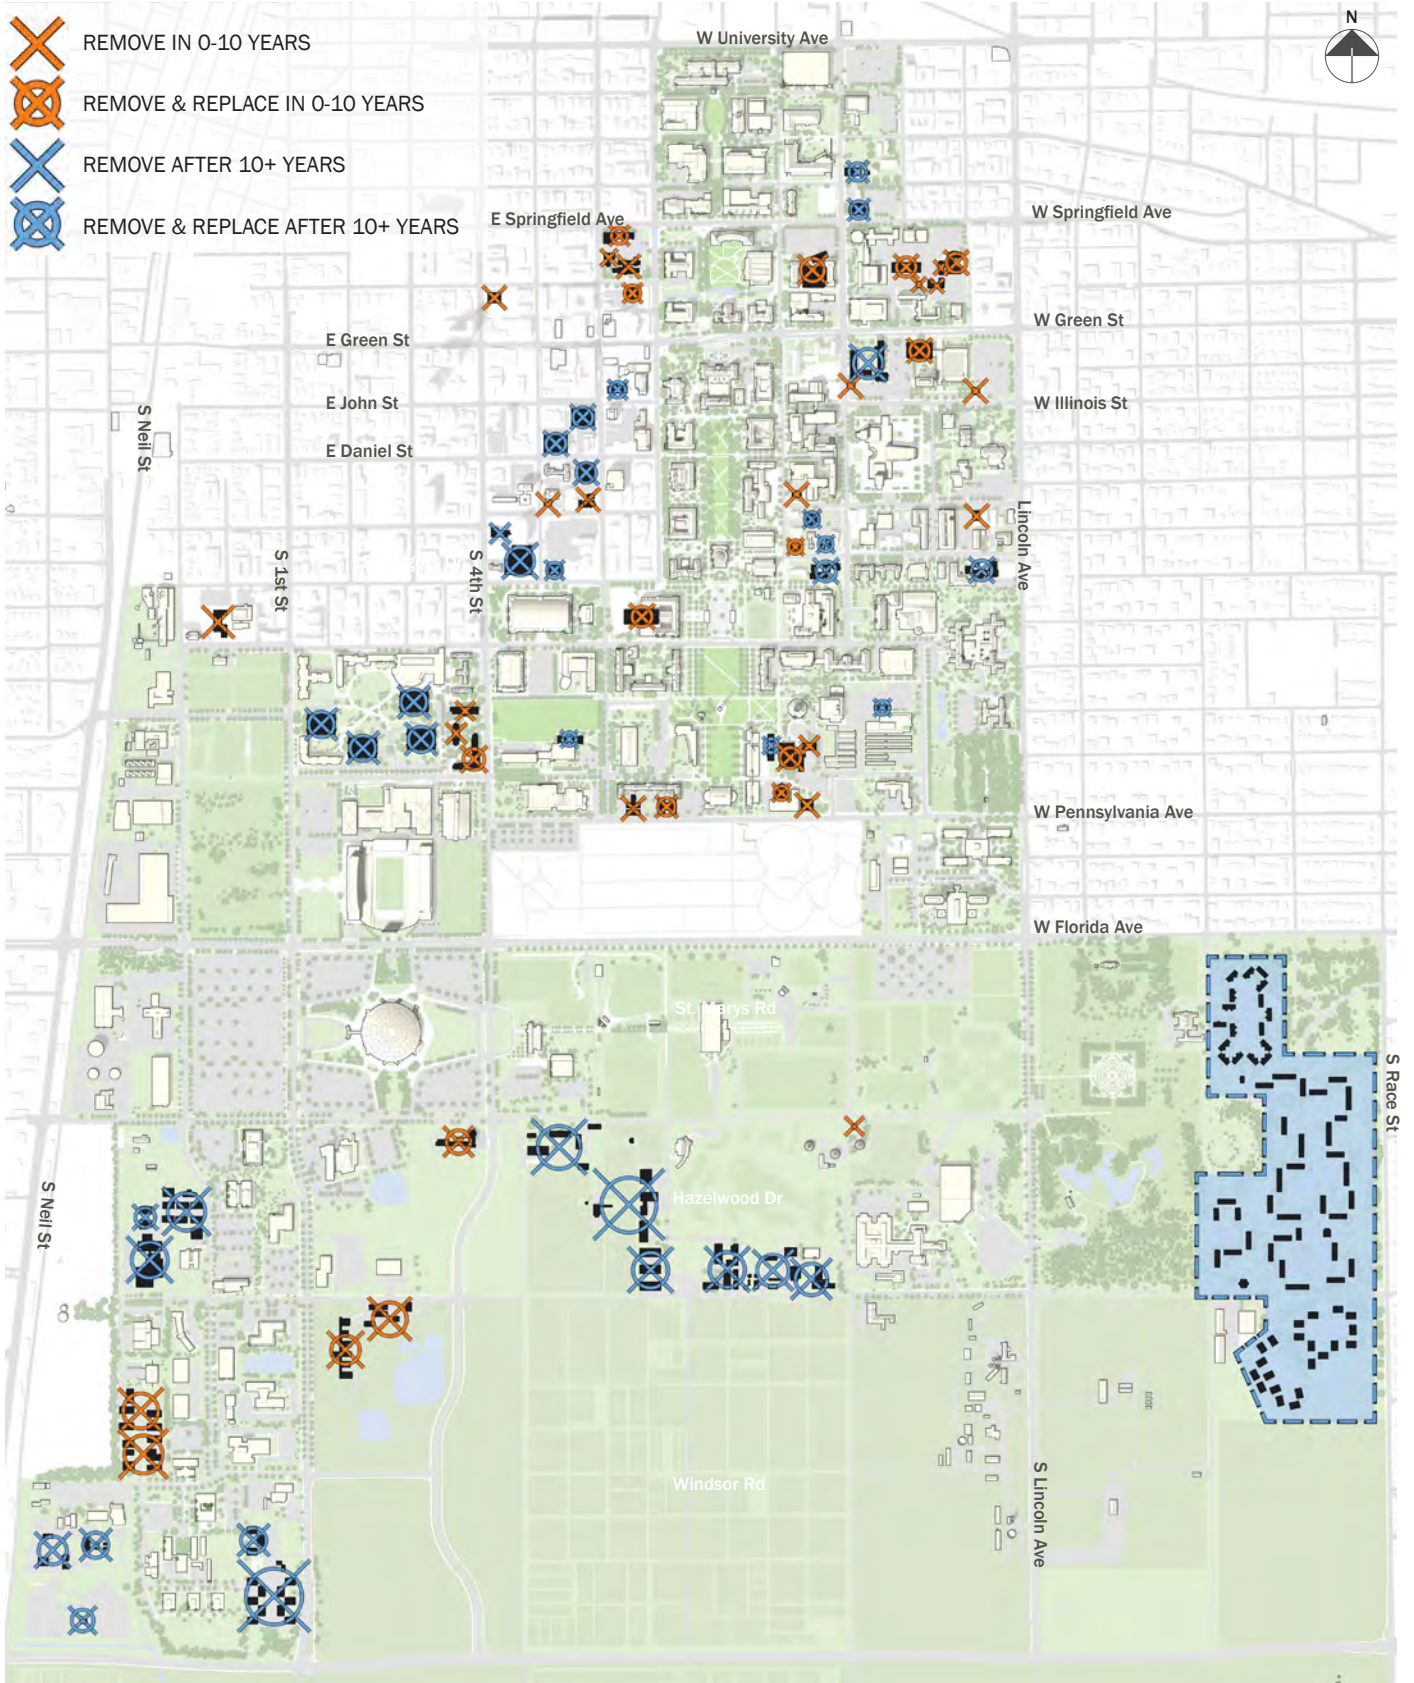 REMOVE IN 0-10 YEARS
REMOVE & REPLACE IN 0-10 YEARS
REMOVE AFTER 10+ YEARS
REMOVE & REPLACE AFTER 10+ YEARS
N
W University Ave
E Springfield Ave
W Springfield Ave
W Green St
E Green St
E John St
W Illinois St
E Daniel St
S Neil St
Lincoln Ave
S 1st St
S 4th St
W Pennsylvania Ave
W Florida Ave
St. Marys Rd
S Race St
Hazelwood Dr
S Neil St
Windsor Rd
S Lincoln Ave